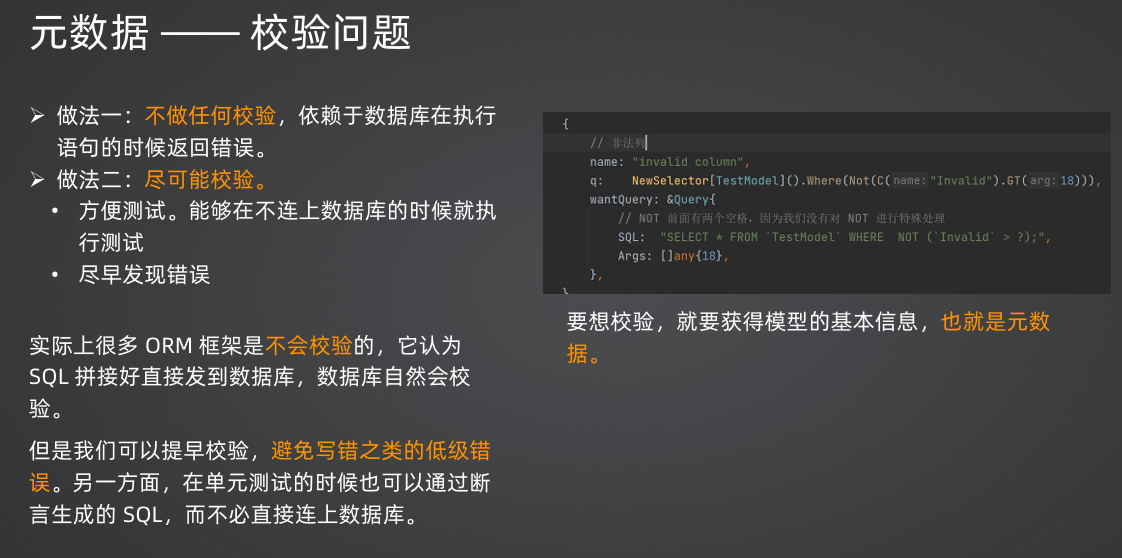 元数据 —— 校验问题
➢ 做法一：不做任何校验，依赖于数据库在执行
语句的时候返回错误。
➢ 做法二：尽可能校验。
• 方便测试。能够在不连上数据库的时候就执
行测试
• 尽早发现错误
实际上很多 ORM 框架是不会校验的，它认为
SQL 拼接好直接发到数据库，数据库自然会校
验。
但是我们可以提早校验，避免写错之类的低级错
误。另一方面，在单元测试的时候也可以通过断
言生成的 SQL，而不必直接连上数据库。
{
// 非法列
name: "invalid column",
q: NewSelector[TestModel]().Where(Not(C( name: "Invalid").GT( arg: 18))),
wantQuery: &Query{
// NOT 前面有两个空格，因为我们没有对 NOT 进行特殊处理
SQL: "SELECT * FROM `TestModel` WHERE  NOT (`Invalid` > ?);",
Args: []any{18},
},
}
要想校验，就要获得模型的基本信息，也就是元数
据。